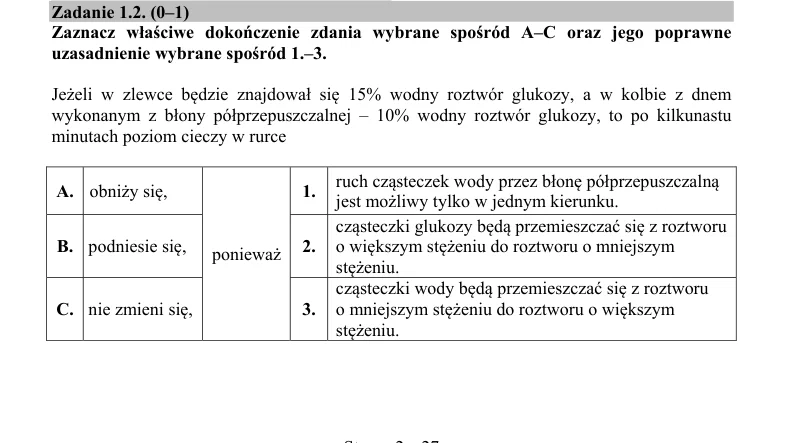 Zadanie 1.2. (0–1)
Zaznacz właściwe dokończenie zdania wybrane spośród A–C oraz jego poprawne
uzasadnienie wybrane spośród 1.–3.
Jeżeli w zlewce będzie znajdował się 15% wodny roztwór glukozy, a w kolbie z dnem
wykonanym z błony półprzepuszczalnej – 10% wodny roztwór glukozy, to po kilkunastu
minutach poziom cieczy w rurce
A. obniży się,
B. podniesie się,
C. nie zmieni się,
ponieważ
1. ruch cząsteczek wody przez błonę półprzepuszczalną
jest możliwy tylko w jednym kierunku.
2. cząsteczki glukozy będą przemieszczać się z roztworu
o większym stężeniu do roztworu o mniejszym
stężeniu.
3. cząsteczki wody będą przemieszczać się z roztworu
o mniejszym stężeniu do roztworu o większym
stężeniu.